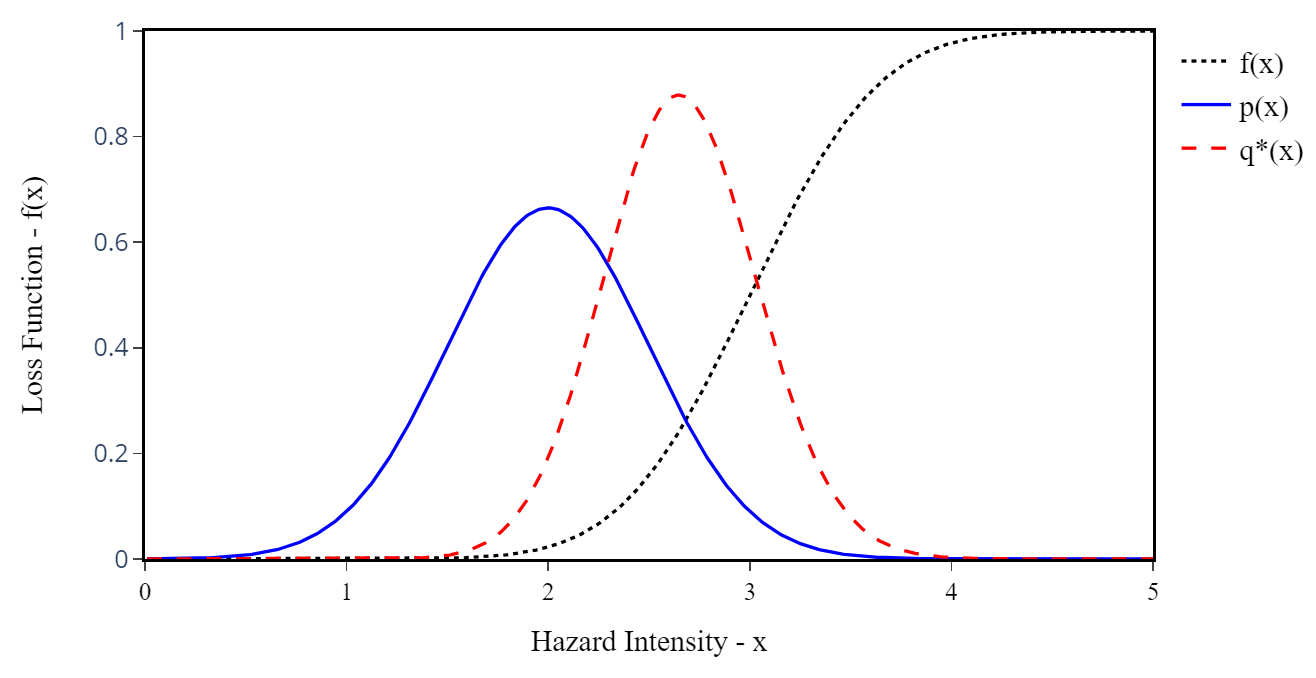 1
0.8
0.6
0.4
0.2
0
0 1 2 3 4 5
Loss Function - f(x)
Hazard Intensity - x
f(x)
p(x)
q*(x)